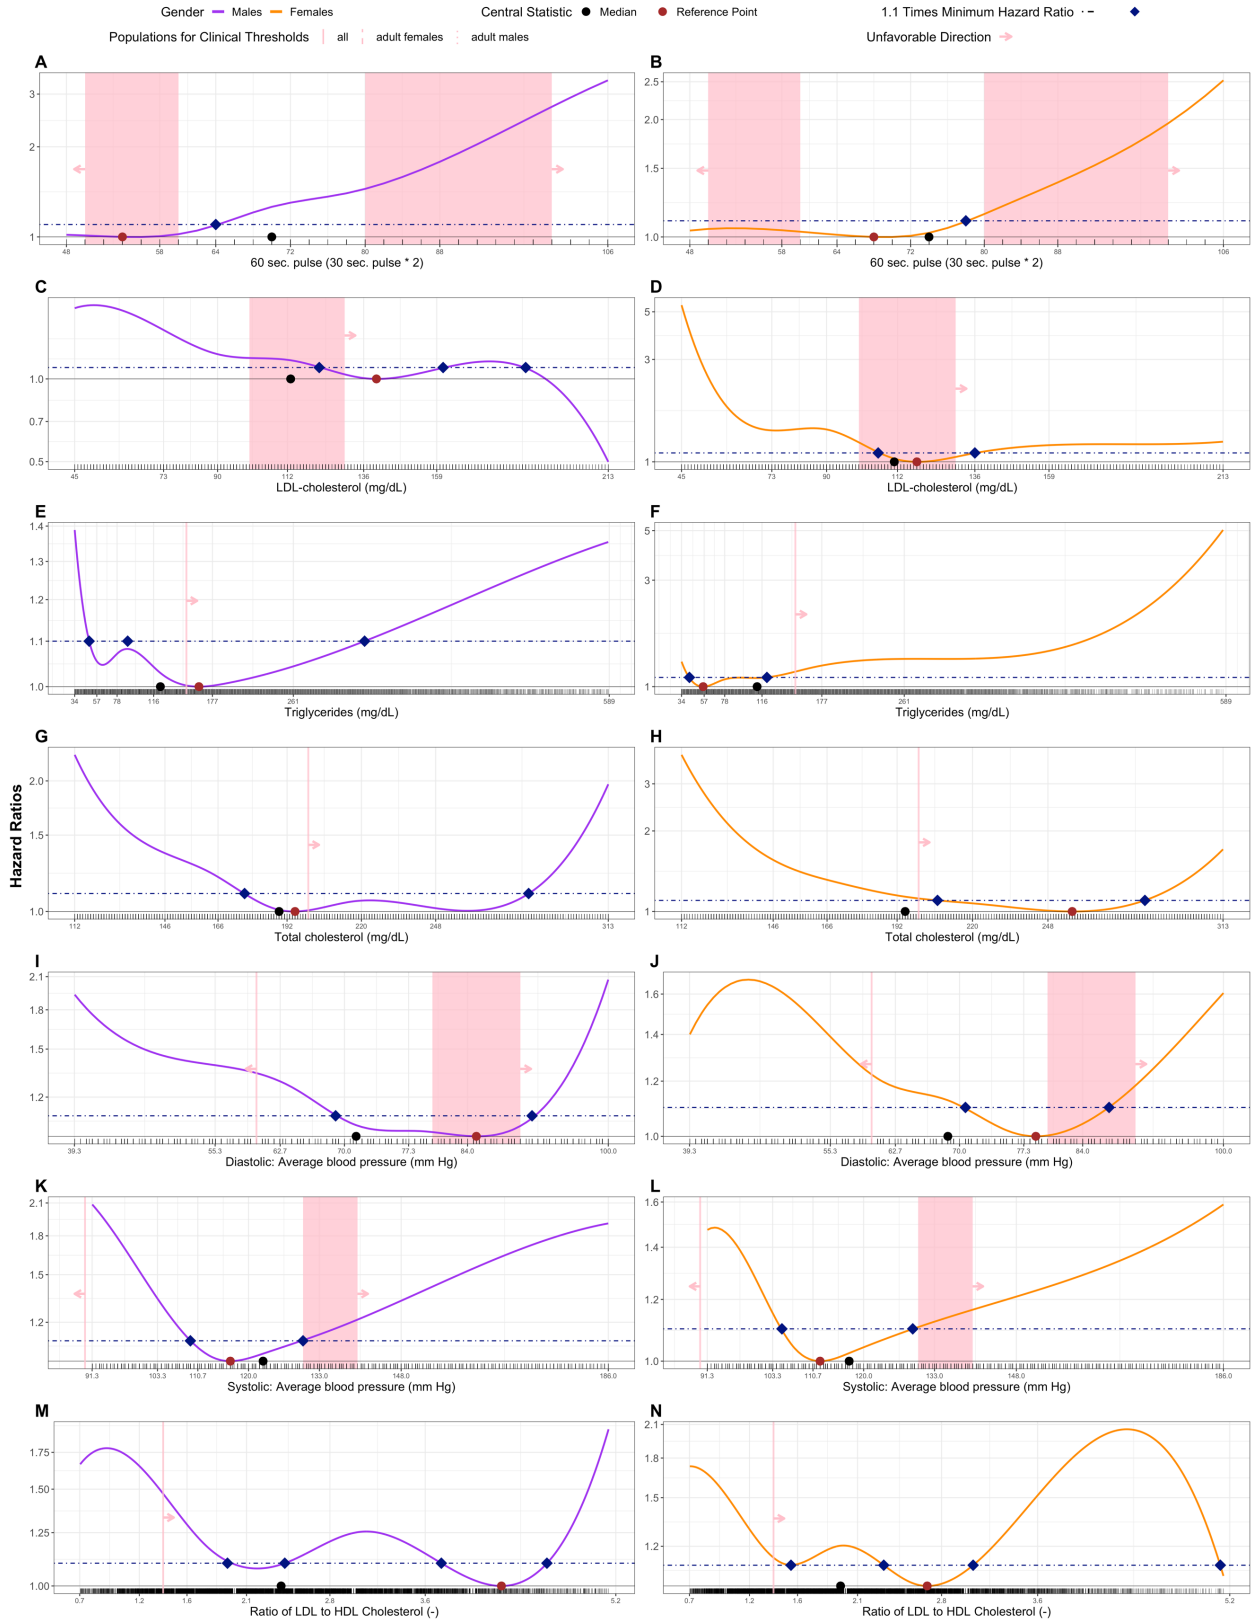 Gender Males Females Central Statistic Median Reference Point 1.1 Times Minimum Hazard Ratio
Populations for Clinical Thresholds all adult females adult males Unfavorable Direction
Hazard Ratios
A
3
2
1
48 56 64 72 80 88 106
60 sec. pulse (30 sec. pulse * 2)
B
2.5
2.0
1.5
1.0
48 58 64 72 80 88 106
60 sec. pulse (30 sec. pulse * 2)
C
1.0
0.7
0.5
45 73 90 112 136 159 213
LDL-cholesterol (mg/dL)
D
5
3
1
45 73 90 112 136 159 213
LDL-cholesterol (mg/dL)
E
1.4
1.3
1.2
1.1
1.0
34 57 78 116 177 261 589
Triglycerides (mg/dL)
F
5
3
1
34 57 78 116 177 261 589
Triglycerides (mg/dL)
G
2.0
1.5
1.0
112 146 166 192 220 248 313
Total cholesterol (mg/dL)
H
3
2
1
112 146 166 192 220 248 313
Total cholesterol (mg/dL)
I
2.1
1.8
1.5
1.2
39.3 55.3 62.7 70.0 77.3 84.0 100.0
Diastolic: Average blood pressure (mm Hg)
J
1.6
1.4
1.2
1.0
39.3 55.3 62.7 70.0 77.3 84.0 100.0
Diastolic: Average blood pressure (mm Hg)
K
2.1
1.8
1.5
1.2
91.3 103.3 110.7 120.0 133.0 148.0 186.0
Systolic: Average blood pressure (mm Hg)
L
1.6
1.4
1.2
1.0
91.3 103.3 110.7 120.0 133.0 148.0 186.0
Systolic: Average blood pressure (mm Hg)
M
1.75
1.50
1.25
1.00
0.7 1.2 1.6 2.1 2.8 3.6 5.2
Ratio of LDL to HDL Cholesterol (-)
N
2.1
1.8
1.5
1.2
0.7 1.2 1.6 2.1 2.8 3.6 5.2
Ratio of LDL to HDL Cholesterol (-)